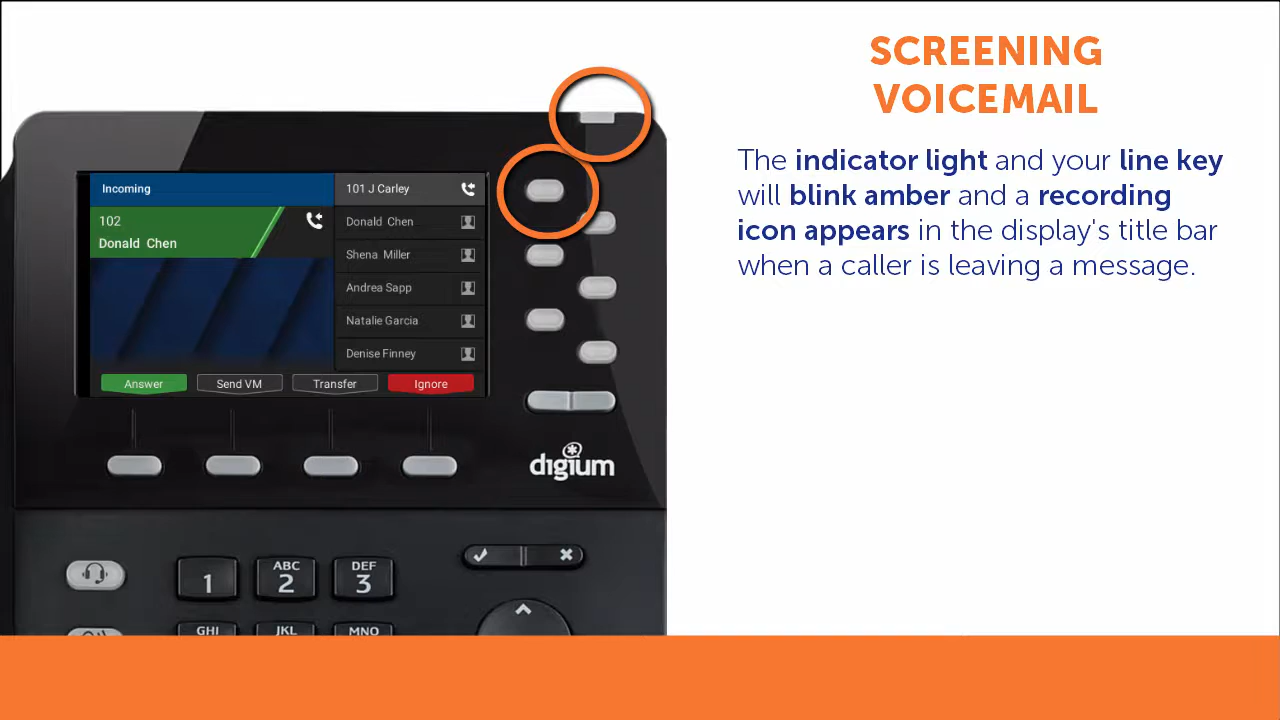 SCREENING
VOICEMAIL
The indicator light and your line key
will blink amber and a recording
icon appears in the display's title bar
when a caller is leaving a message.
Incoming
102
Donald Chen
101 J Carley
Donald Chen
Shena Miller
Andrea Sapp
Natalie Garcia
Denise Finney
Answer Send VM Transfer Ignore
digium
1 ABC 2 DEF 3
GHI JKL MNO